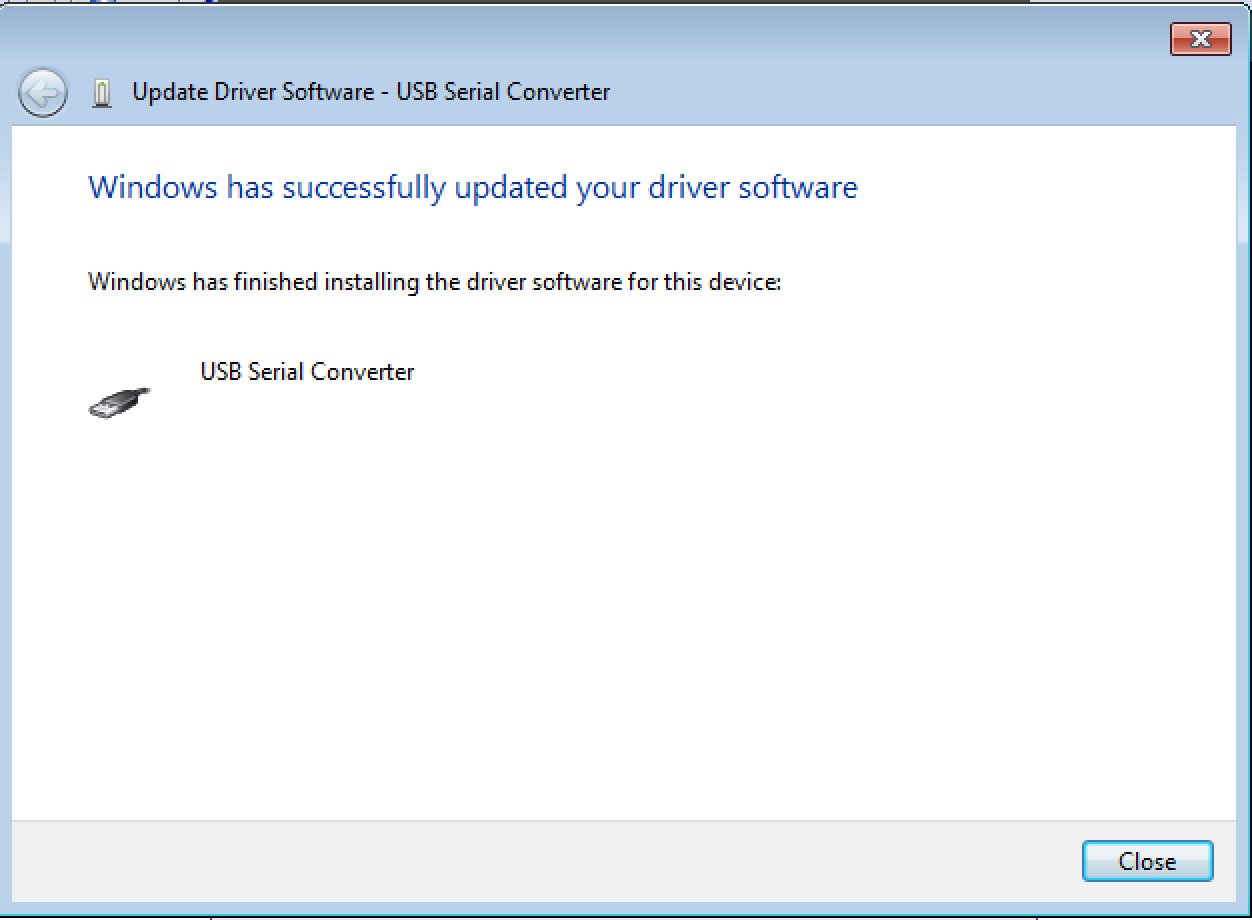 Update Driver Software - USB Serial Converter
Windows has successfully updated your driver software
Windows has finished installing the driver software for this device:
USB Serial Converter
Close